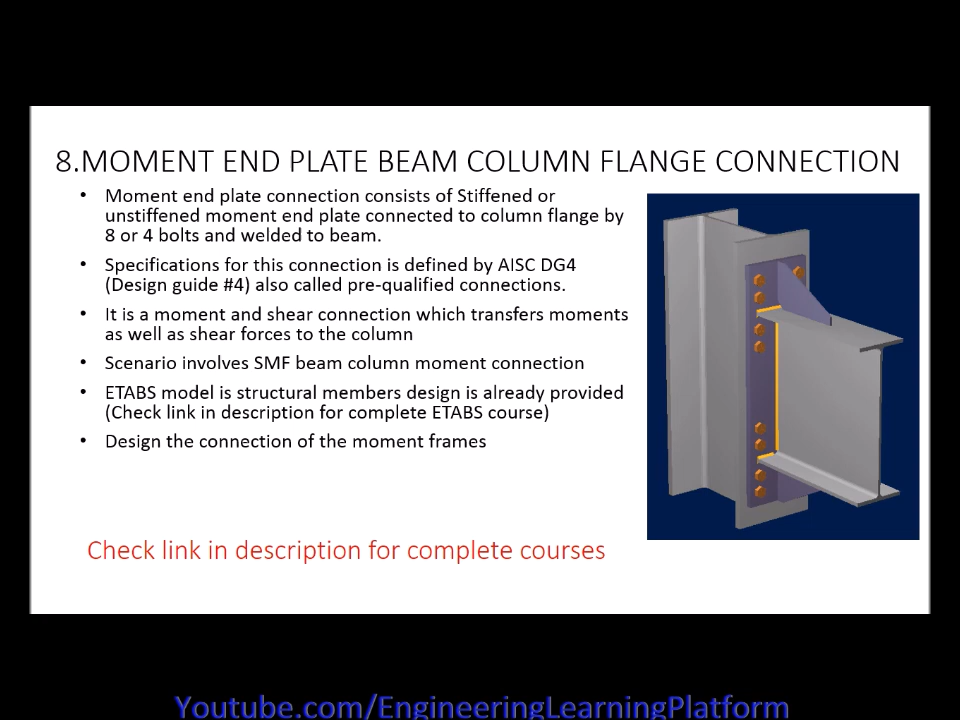 8.MOMENT END PLATE BEAM COLUMN FLANGE CONNECTION
• Moment end plate connection consists of Stiffened or
unstiffened moment end plate connected to column flange by
8 or 4 bolts and welded to beam.
• Specifications for this connection is defined by AISC DG4
(Design guide #4) also called pre-qualified connections.
• It is a moment and shear connection which transfers moments
as well as shear forces to the column
• Scenario involves SMF beam column moment connection
• ETABS model is structural members design is already provided
(Check link in description for complete ETABS course)
• Design the connection of the moment frames
Check link in description for complete courses
Youtube.com/EngineeringLearningPlatform